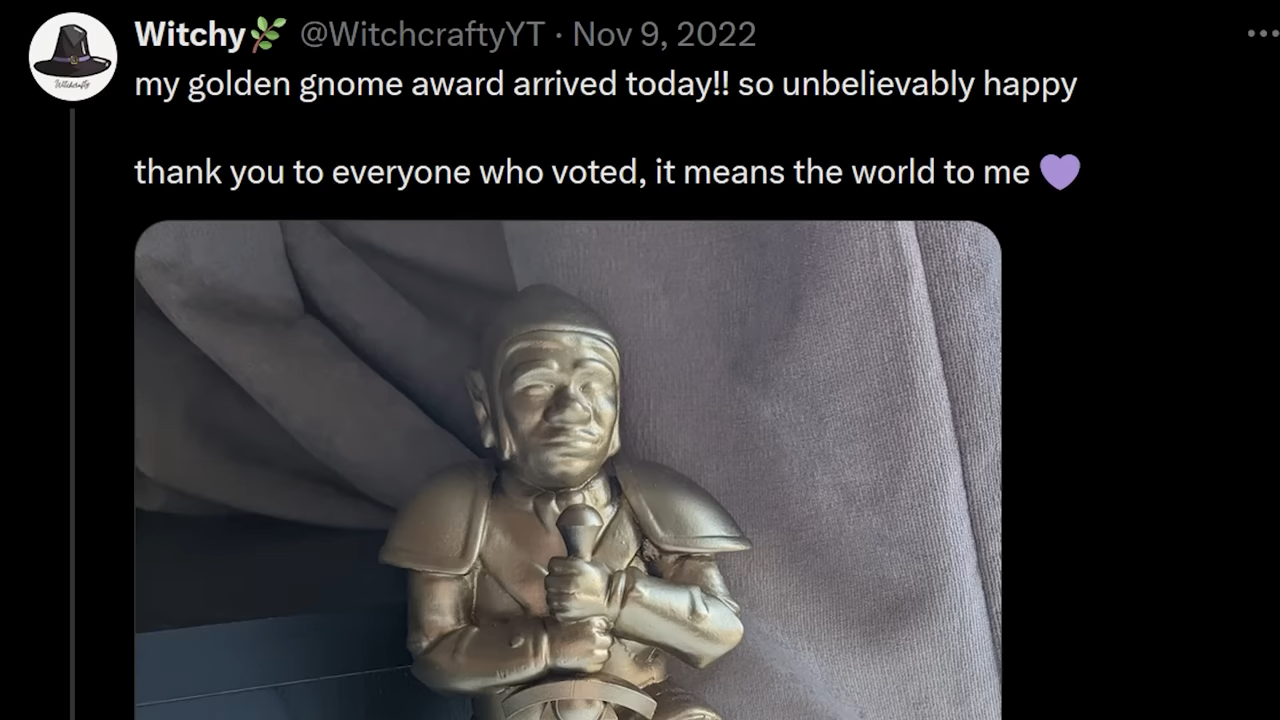 Witchy🌿 @WitchcraftyYT · Nov 9, 2022
my golden gnome award arrived today!! so unbelievably happy
thank you to everyone who voted, it means the world to me 💜
Witchcrafty